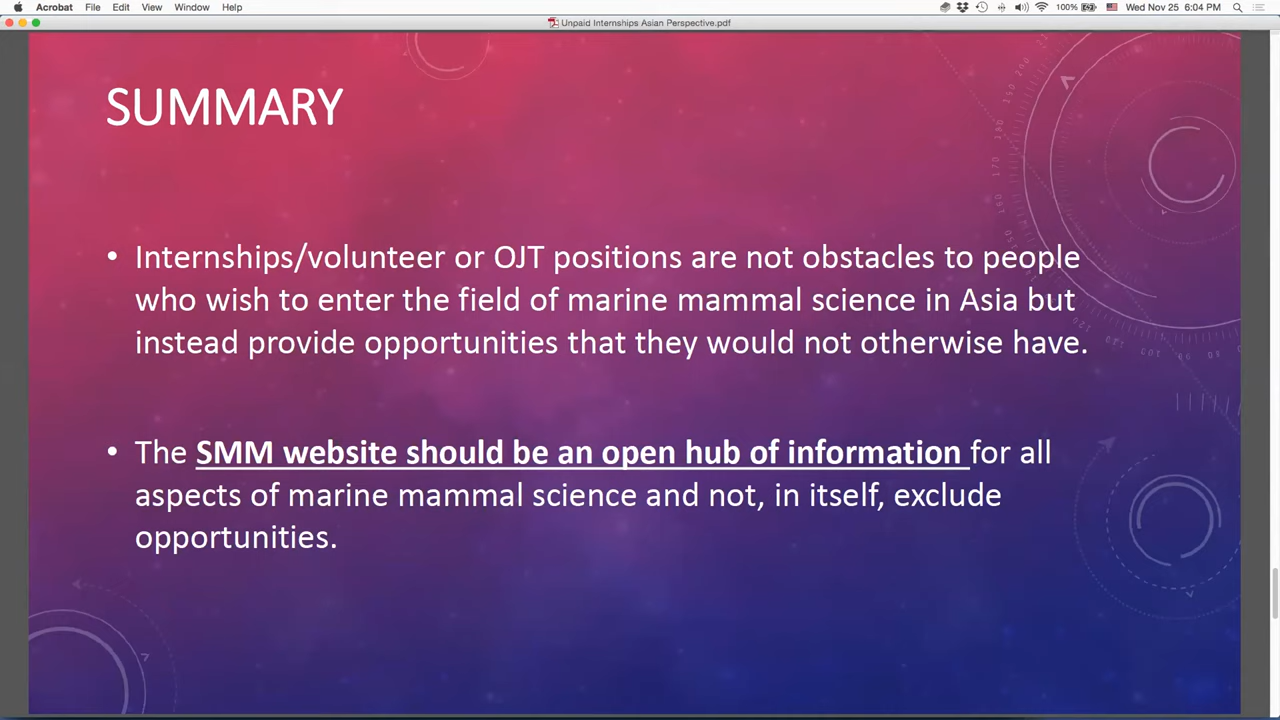 Acrobat File Edit View Window Help 100% Wed Nov 25 6:04 PM
Unpaid Internships Asian Perspective.pdf
SUMMARY
• Internships/volunteer or OJT positions are not obstacles to people
who wish to enter the field of marine mammal science in Asia but
instead provide opportunities that they would not otherwise have.
• The SMM website should be an open hub of information for all
aspects of marine mammal science and not, in itself, exclude
opportunities.